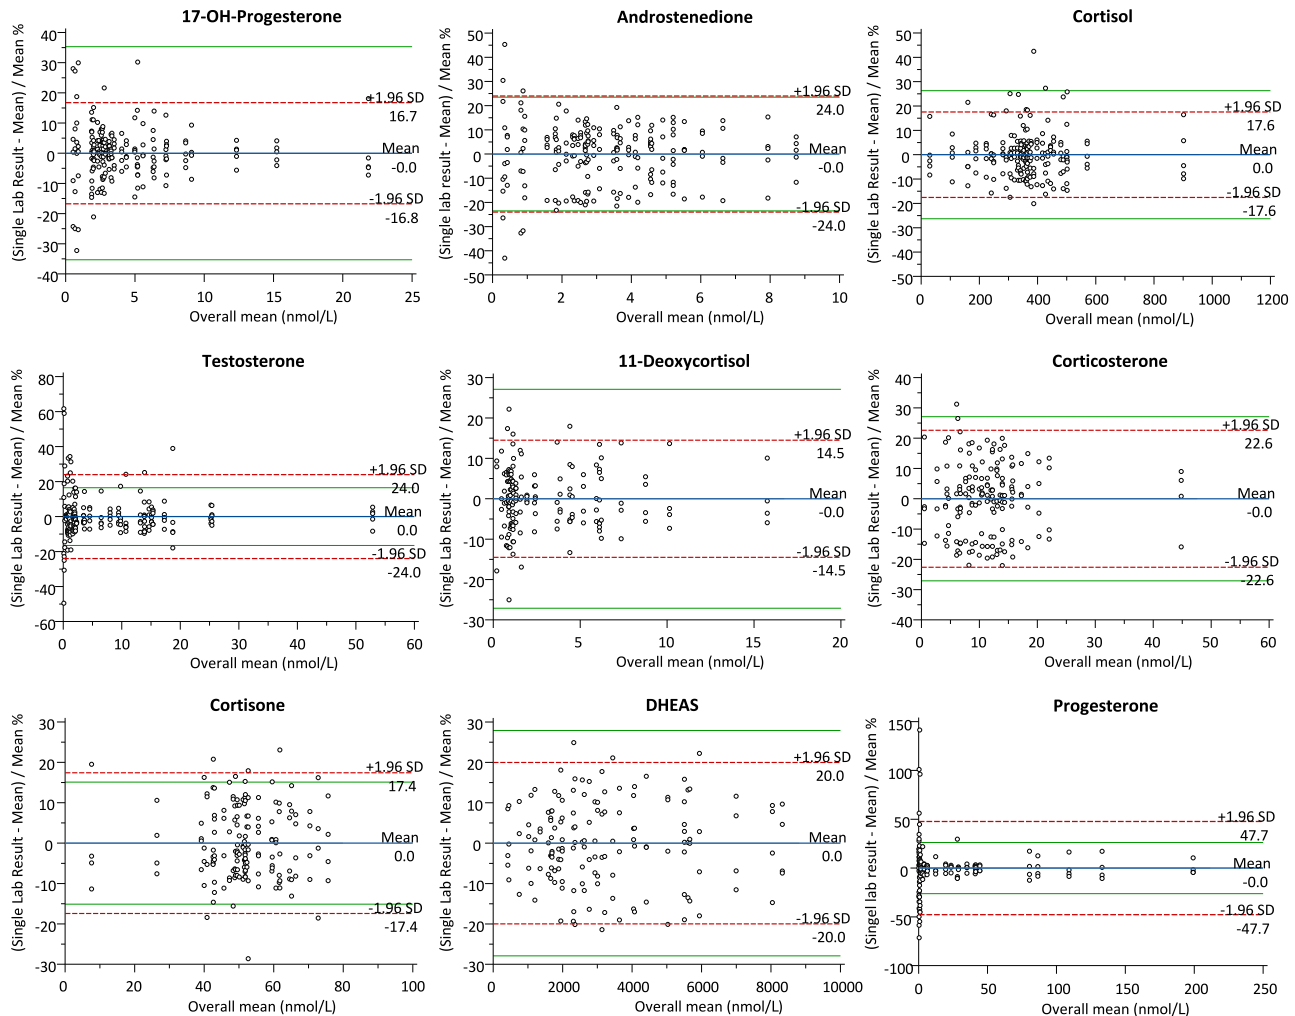 17-OH-Progesterone
(Single Lab Result - Mean) / Mean %
40
30
20
10
0
-10
-20
-30
-40
+1.96 SD
16.7
Mean
-0.0
-1.96 SD
-16.8
0 5 10 15 20 25
Overall mean (nmol/L)
Androstenedione
(Single Lab result - Mean) / Mean %
50
40
30
20
10
0
-10
-20
-30
-40
-50
+1.96 SD
24.0
Mean
-0.0
-1.96 SD
-24.0
0 2 4 6 8 10
Overall mean (nmol/L)
Cortisol
(Single Lab Result - Mean) / Mean %
50
40
30
20
10
0
-10
-20
-30
-40
-50
+1.96 SD
17.6
Mean
0.0
-1.96 SD
-17.6
0 200 400 600 800 1000 1200
Overall mean (nmol/L)
Testosterone
(Single Lab Result - Mean) / Mean %
80
60
40
20
0
-20
-40
-60
+1.96 SD
24.0
Mean
0.0
-1.96 SD
-24.0
0 10 20 30 40 50 60
Overall mean (nmol/L)
11-Deoxycortisol
(Single Lab Result - Mean) / Mean %
30
20
10
0
-10
-20
-30
+1.96 SD
14.5
Mean
-0.0
-1.96 SD
-14.5
0 5 10 15 20
Overall mean (nmol/L)
Corticosterone
(Single Lab Result - Mean) / Mean %
40
30
20
10
0
-10
-20
-30
-40
+1.96 SD
22.6
Mean
-0.0
-1.96 SD
-22.6
0 10 20 30 40 50 60
Overall mean (nmol/L)
Cortisone
(Single Lab Result - Mean) / Mean %
30
20
10
0
-10
-20
-30
+1.96 SD
17.4
Mean
0.0
-1.96 SD
-17.4
0 20 40 60 80 100
Overall mean (nmol/L)
DHEAS
(Single Lab Result - Mean) / Mean %
30
20
10
0
-10
-20
-30
+1.96 SD
20.0
Mean
0.0
-1.96 SD
-20.0
0 2000 4000 6000 8000 10000
Overall mean (nmol/L)
Progesterone
(Singel lab result - Mean) / Mean %
150
100
50
0
-50
-100
+1.96 SD
47.7
Mean
-0.0
-1.96 SD
-47.7
0 50 100 150 200 250
Overall mean (nmol/L)